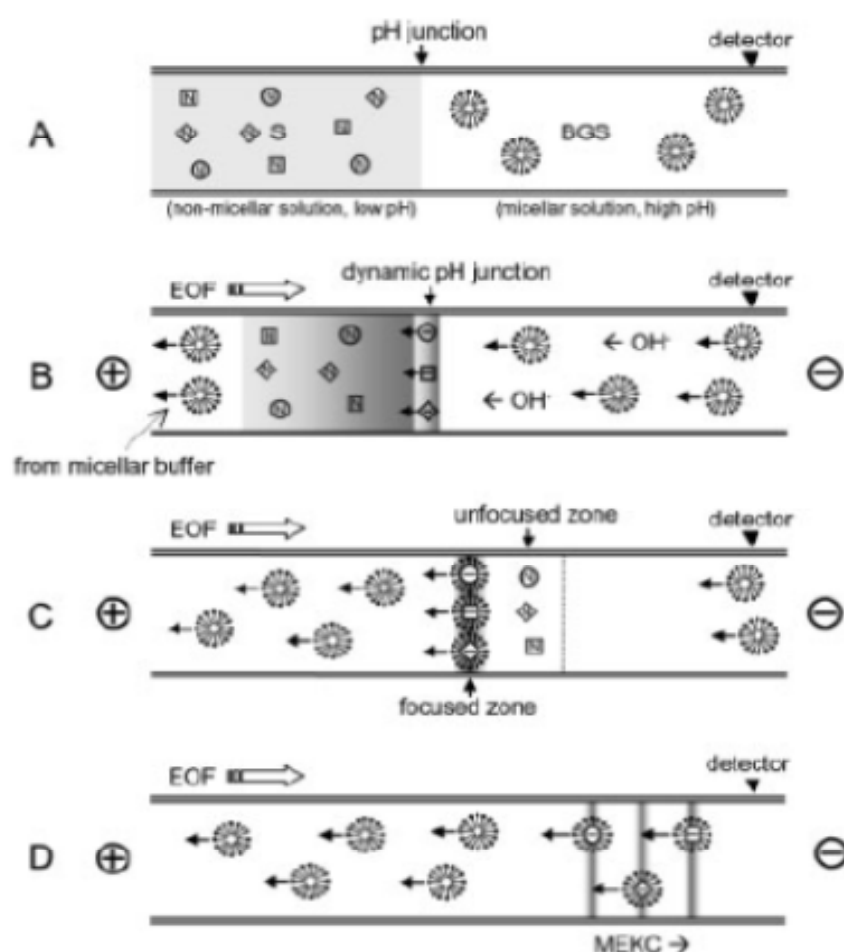 pH junction
detector
A
S
BGS
(non-micellar solution, low pH)
(micellar solution, high pH)
EOF
dynamic pH junction
detector
B
← OH-
← OH-
from micellar buffer
EOF
unfocused zone
detector
C
focused zone
EOF
detector
D
MEKC →